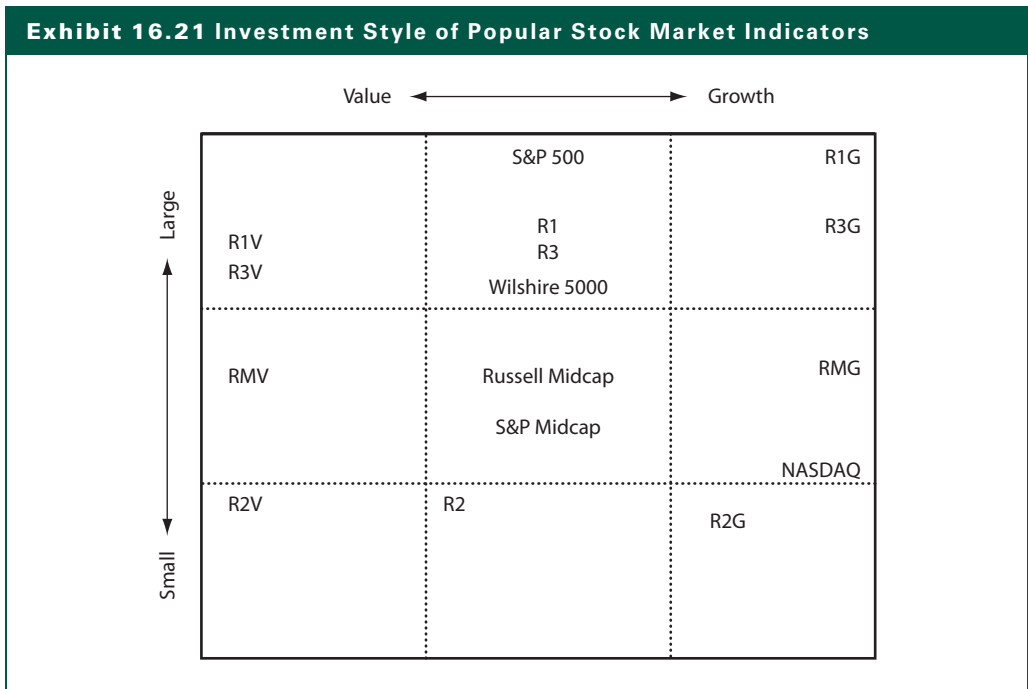 Exhibit 16.21 Investment Style of Popular Stock Market Indicators
Value Growth
Large
Small
S&P 500 R1G
R1 R3G
R1V
R3
R3V
Wilshire 5000
RMV Russell Midcap RMG
S&P Midcap
NASDAQ
R2V R2
R2G